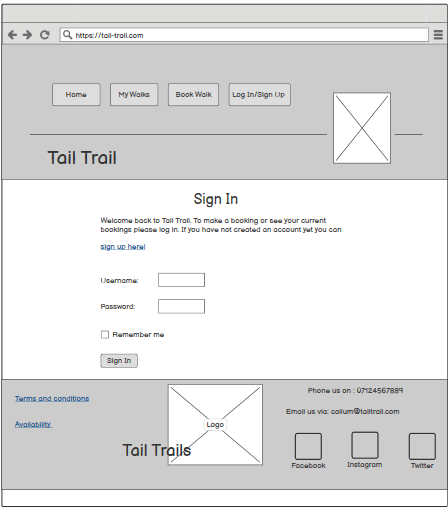 https://tail-trail.com
Home
My Walks
Book Walk
Log In/Sign Up
Tail Trail
Sign In
Welcome back to Tail Trail. To make a booking or see your current
bookings please log in. If you have not created an account yet you can
sign up here!
Username:
Password:
Remember me
Sign In
Terms and conditions
Availability
Logo
Tail Trails
Phone us on : 07124567889
Email us via: callum@tailtrail.com
Facebook
Instagram
Twitter